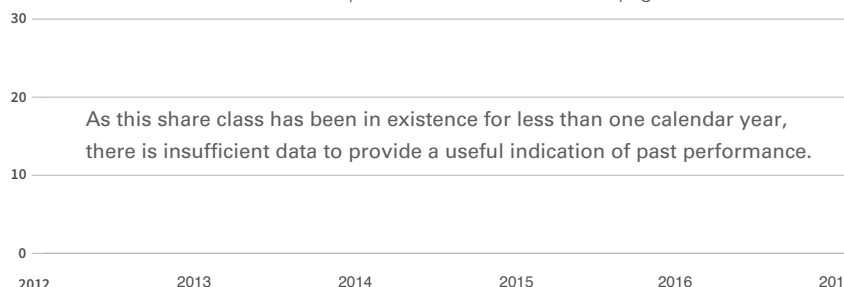 30
20
As this share class has been in existence for less than one calendar year,
there is insufficient data to provide a useful indication of past performance.
10
0
2012 2013 2014 2015 2016 201